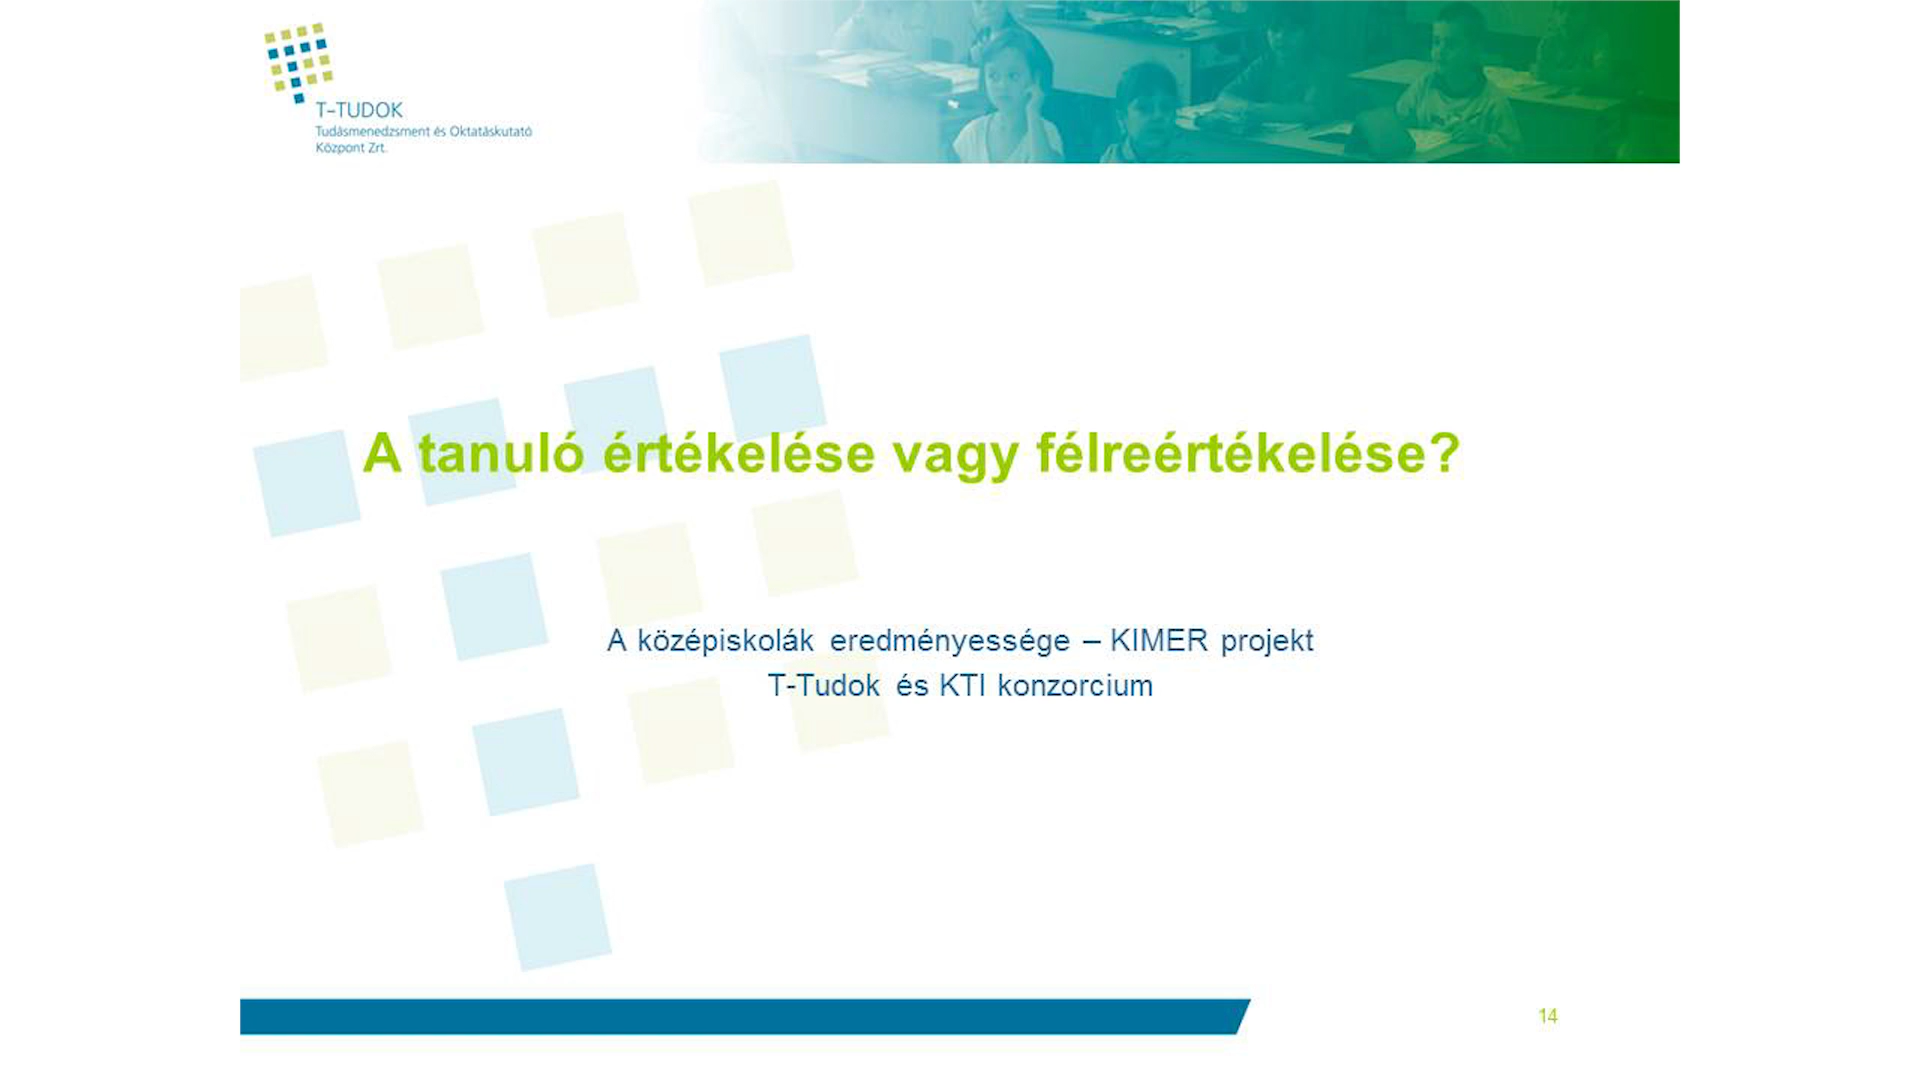 T-TUDOK
Tudásmenedzsment és Oktatáskutató
Központ Zrt.
A tanuló értékelése vagy félreértékelése?
A középiskolák eredményessége – KIMER projekt
T-Tudok és KTI konzorcium
14